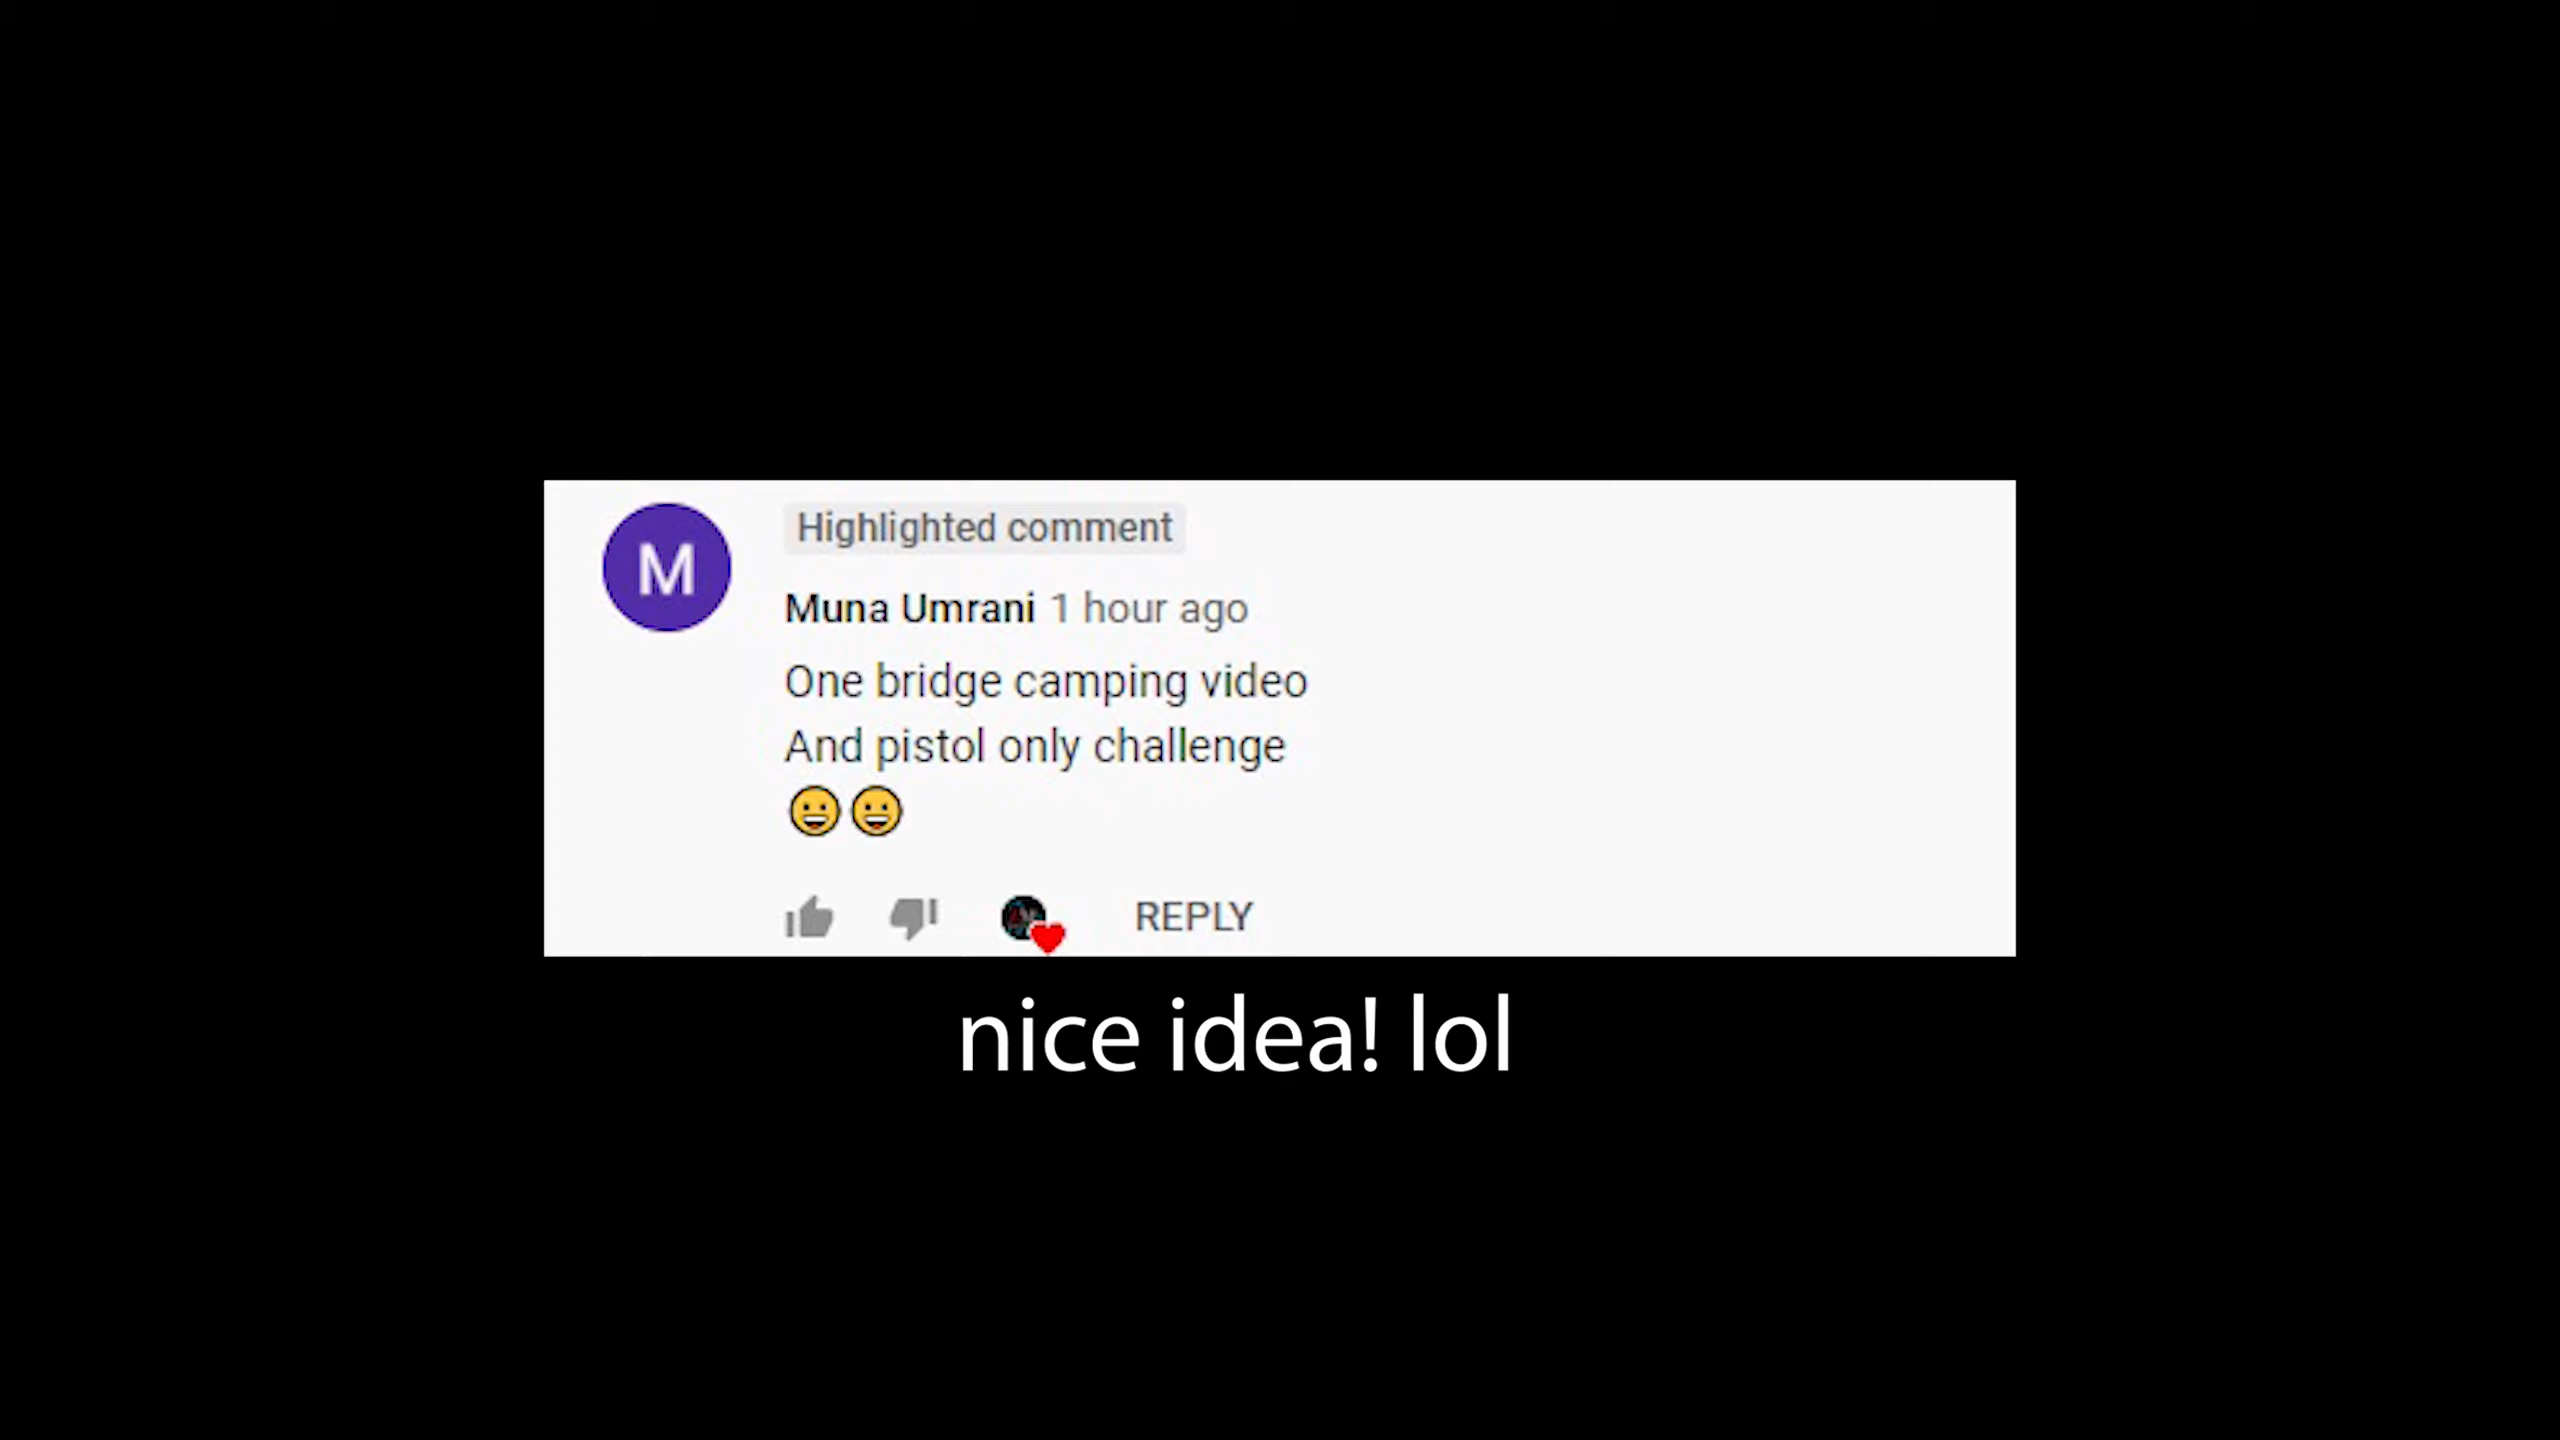 M
Highlighted comment
Muna Umrani 1 hour ago
One bridge camping video
And pistol only challenge
😀😀
REPLY
nice idea! lol